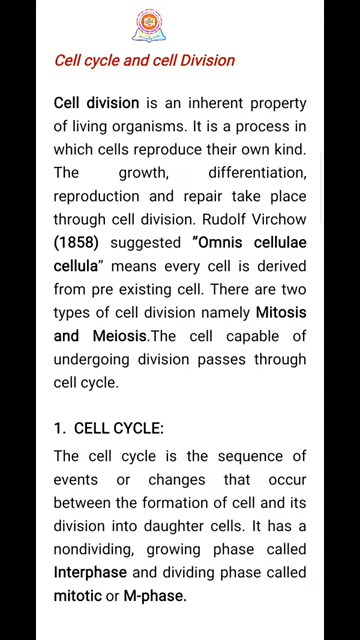 Cell cycle and cell Division
Cell division is an inherent property
of living organisms. It is a process in
which cells reproduce their own kind.
The growth, differentiation,
reproduction and repair take place
through cell division. Rudolf Virchow
(1858) suggested ”Omnis cellulae
cellula” means every cell is derived
from pre existing cell. There are two
types of cell division namely Mitosis
and Meiosis.The cell capable of
undergoing division passes through
cell cycle.
1. CELL CYCLE:
The cell cycle is the sequence of
events or changes that occur
between the formation of cell and its
division into daughter cells. It has a
nondividing, growing phase called
Interphase and dividing phase called
mitotic or M-phase.